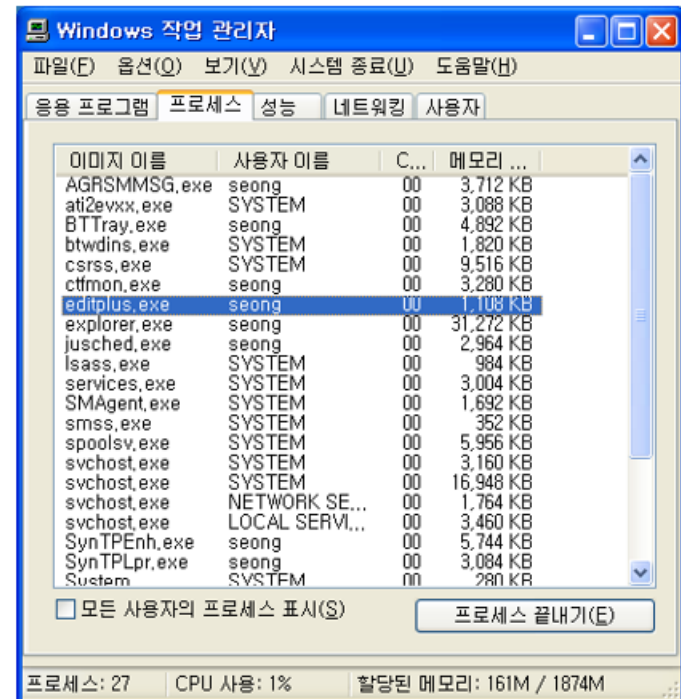 Windows 작업 관리자
파일(F) 옵션(O) 보기(V) 시스템 종료(U) 도움말(H)
응용 프로그램 프로세스 성능 네트워킹 사용자
이미지 이름 사용자 이름 C... 메모리 ...
AGRSMMSG.exe seong 00 3,712 KB
ati2evxx.exe SYSTEM 00 3,088 KB
BTTray.exe seong 00 4,892 KB
btwdins.exe SYSTEM 00 1,820 KB
csrss.exe SYSTEM 00 9,516 KB
ctfmon.exe seong 00 3,280 KB
editplus.exe seong 00 1,108 KB
explorer.exe seong 00 31,272 KB
jusched.exe seong 00 2,964 KB
lsass.exe SYSTEM 00 984 KB
services.exe SYSTEM 00 3,004 KB
SMAgent.exe SYSTEM 00 1,692 KB
smss.exe SYSTEM 00 352 KB
spoolsv.exe SYSTEM 00 5,956 KB
svchost.exe SYSTEM 00 3,160 KB
svchost.exe SYSTEM 00 16,948 KB
svchost.exe NETWORK SE... 00 1,764 KB
svchost.exe LOCAL SERVI... 00 3,460 KB
SynTPEnh.exe seong 00 5,744 KB
SynTPLpr.exe seong 00 3,084 KB
System SYSTEM 00 280 KB
모든 사용자의 프로세스 표시(S) 프로세스 끝내기(E)
프로세스: 27 CPU 사용: 1% 할당된 메모리: 161M / 1874M